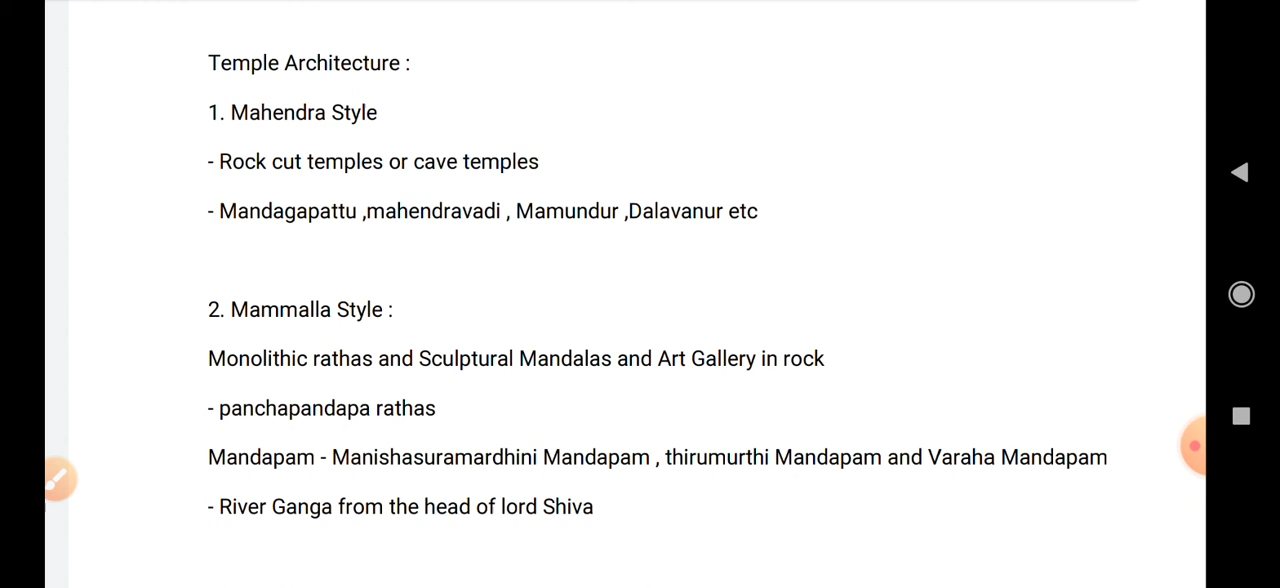 Temple Architecture :
1. Mahendra Style
- Rock cut temples or cave temples
- Mandagapattu ,mahendravadi , Mamundur ,Dalavanur etc
2. Mammalla Style :
Monolithic rathas and Sculptural Mandalas and Art Gallery in rock
- panchapandapa rathas
Mandapam - Manishasuramardhini Mandapam , thirumurthi Mandapam and Varaha Mandapam
- River Ganga from the head of lord Shiva